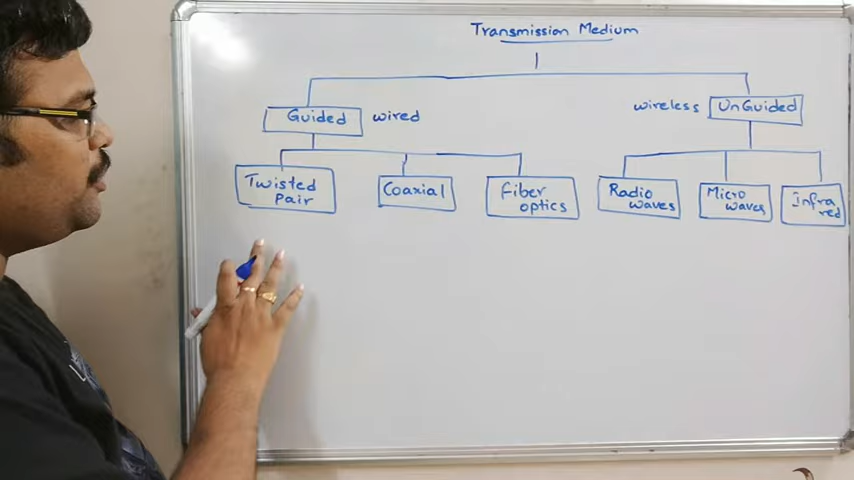 Transmission Medium
Guided wired
wireless UnGuided
Twisted
Pair
Coaxial
Fiber
optics
Radio
waves
Micro
waves
Infra
red